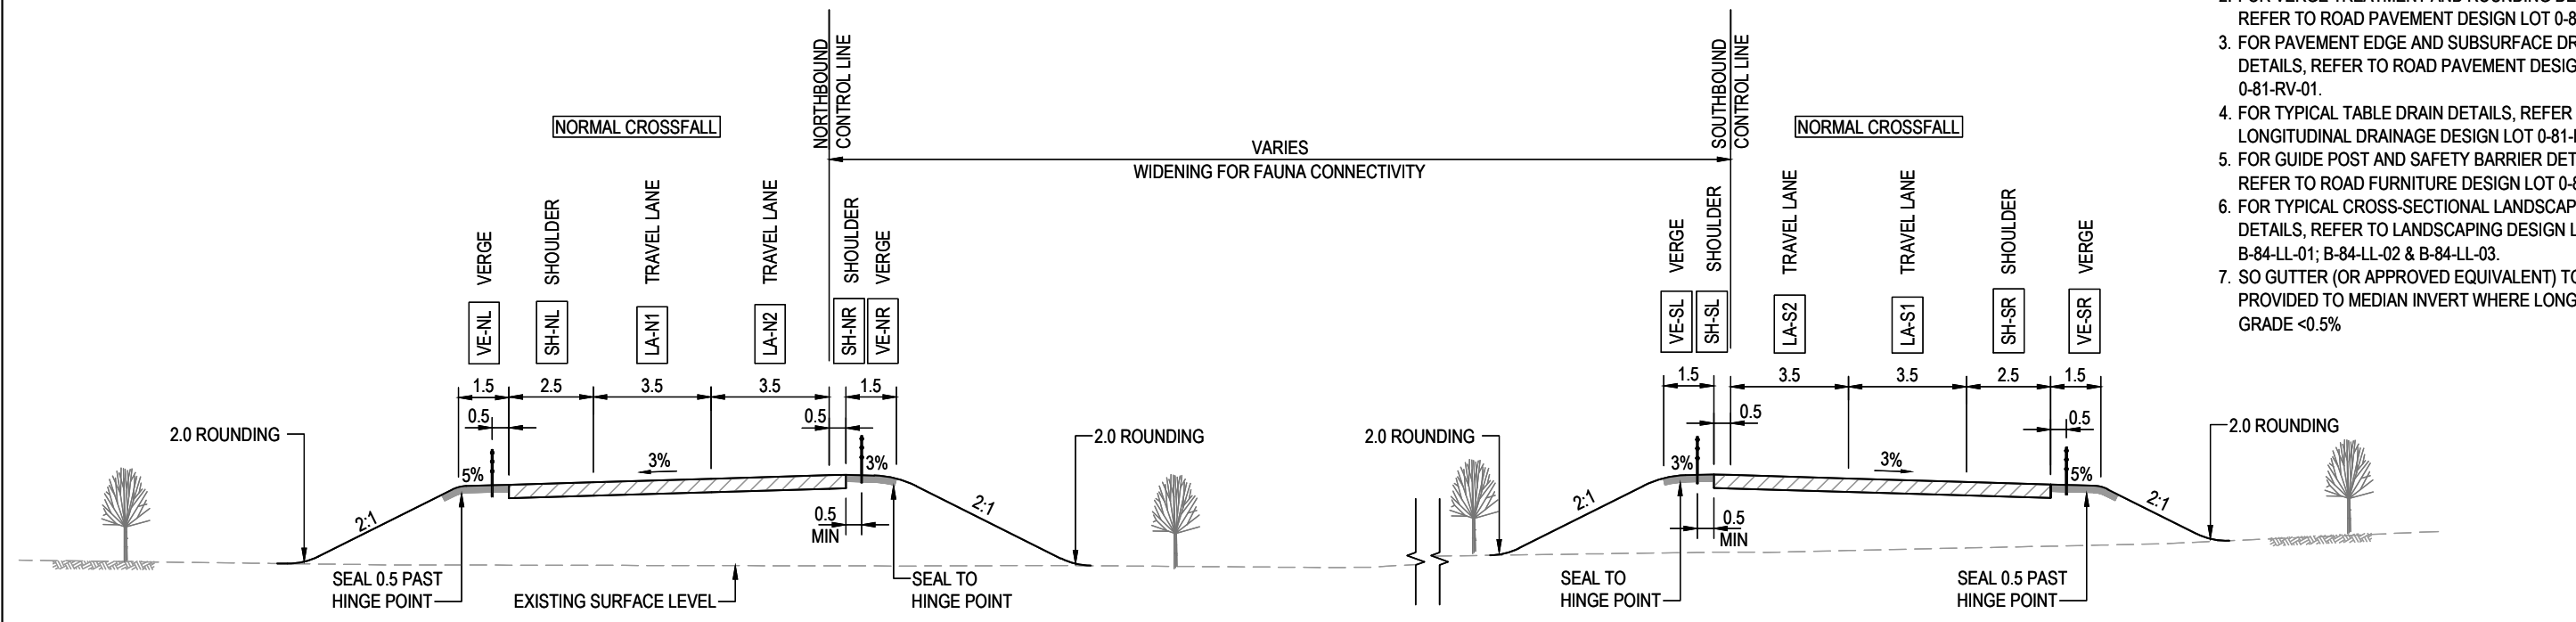 REFER TO ROAD PAVEMENT DESIGN LOT 0-8
3. FOR PAVEMENT EDGE AND SUBSURFACE DR
DETAILS, REFER TO ROAD PAVEMENT DESIG
0-81-RV-01.
4. FOR TYPICAL TABLE DRAIN DETAILS, REFER
LONGITUDINAL DRAINAGE DESIGN LOT 0-81-
5. FOR GUIDE POST AND SAFETY BARRIER DET
REFER TO ROAD FURNITURE DESIGN LOT 0-8
6. FOR TYPICAL CROSS-SECTIONAL LANDSCAP
DETAILS, REFER TO LANDSCAPING DESIGN L
B-84-LL-01; B-84-LL-02 & B-84-LL-03.
7. SO GUTTER (OR APPROVED EQUIVALENT) TO
PROVIDED TO MEDIAN INVERT WHERE LONG
GRADE <0.5%
NORMAL CROSSFALL
NORTHBOUND
CONTROL LINE
VARIES
WIDENING FOR FAUNA CONNECTIVITY
SOUTHBOUND
CONTROL LINE
NORMAL CROSSFALL
VERGE
SHOULDER
TRAVEL LANE
TRAVEL LANE
SHOULDER
VERGE
VERGE
SHOULDER
TRAVEL LANE
TRAVEL LANE
SHOULDER
VERGE
VE-NL
SH-NL
LA-N1
LA-N2
SH-NR
VE-NR
VE-SL
SH-SL
LA-S2
LA-S1
SH-SR
VE-SR
1.5
2.5
3.5
3.5
1.5
1.5
3.5
3.5
2.5
1.5
0.5
0.5
0.5
0.5
2.0 ROUNDING
2.0 ROUNDING
2.0 ROUNDING
2.0 ROUNDING
5%
3%
3%
3%
3%
5%
2:1
2:1
2:1
2:1
0.5
MIN
0.5
MIN
SEAL 0.5 PAST
HINGE POINT
EXISTING SURFACE LEVEL
SEAL TO
HINGE POINT
SEAL TO
HINGE POINT
SEAL 0.5 PAST
HINGE POINT